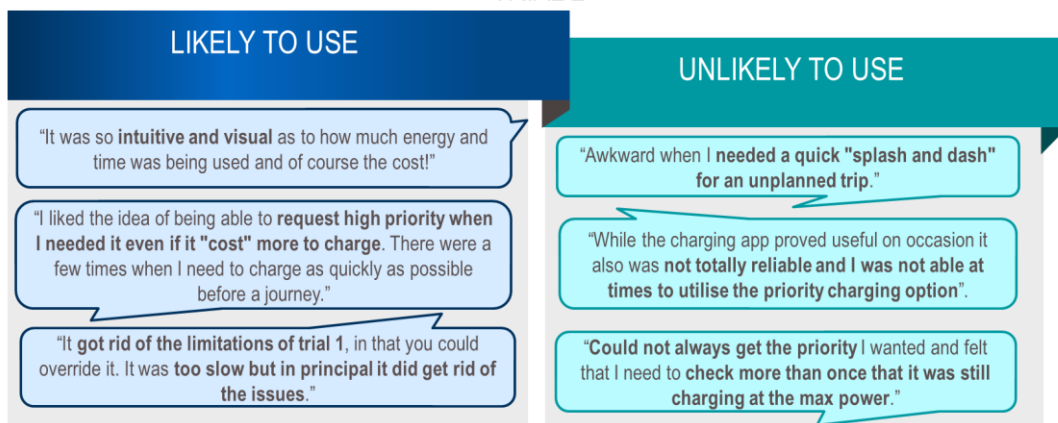 LIKELY TO USE
“It was so intuitive and visual as to how much energy and
time was being used and of course the cost!”
“I liked the idea of being able to request high priority when
I needed it even if it "cost" more to charge. There were a
few times when I need to charge as quickly as possible
before a journey.”
“It got rid of the limitations of trial 1, in that you could
override it. It was too slow but in principal it did get rid of
the issues.”
UNLIKELY TO USE
“Awkward when I needed a quick "splash and dash"
for an unplanned trip.”
“While the charging app proved useful on occasion it
also was not totally reliable and I was not able at
times to utilise the priority charging option”.
“Could not always get the priority I wanted and felt
that I need to check more than once that it was still
charging at the max power.”